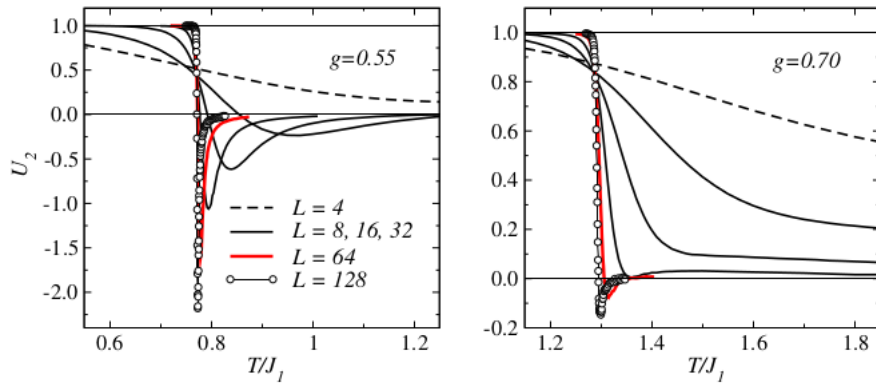 1.0
0.5
0.0
-0.5
-1.0
-1.5
-2.0
U₂
g=0.55
L = 4
L = 8, 16, 32
L = 64
L = 128
0.6
0.8
1
1.2
T/J₁
1.0
0.8
0.6
0.4
0.2
0.0
-0.2
g=0.70
1.2
1.4
1.6
1.8
T/J₁